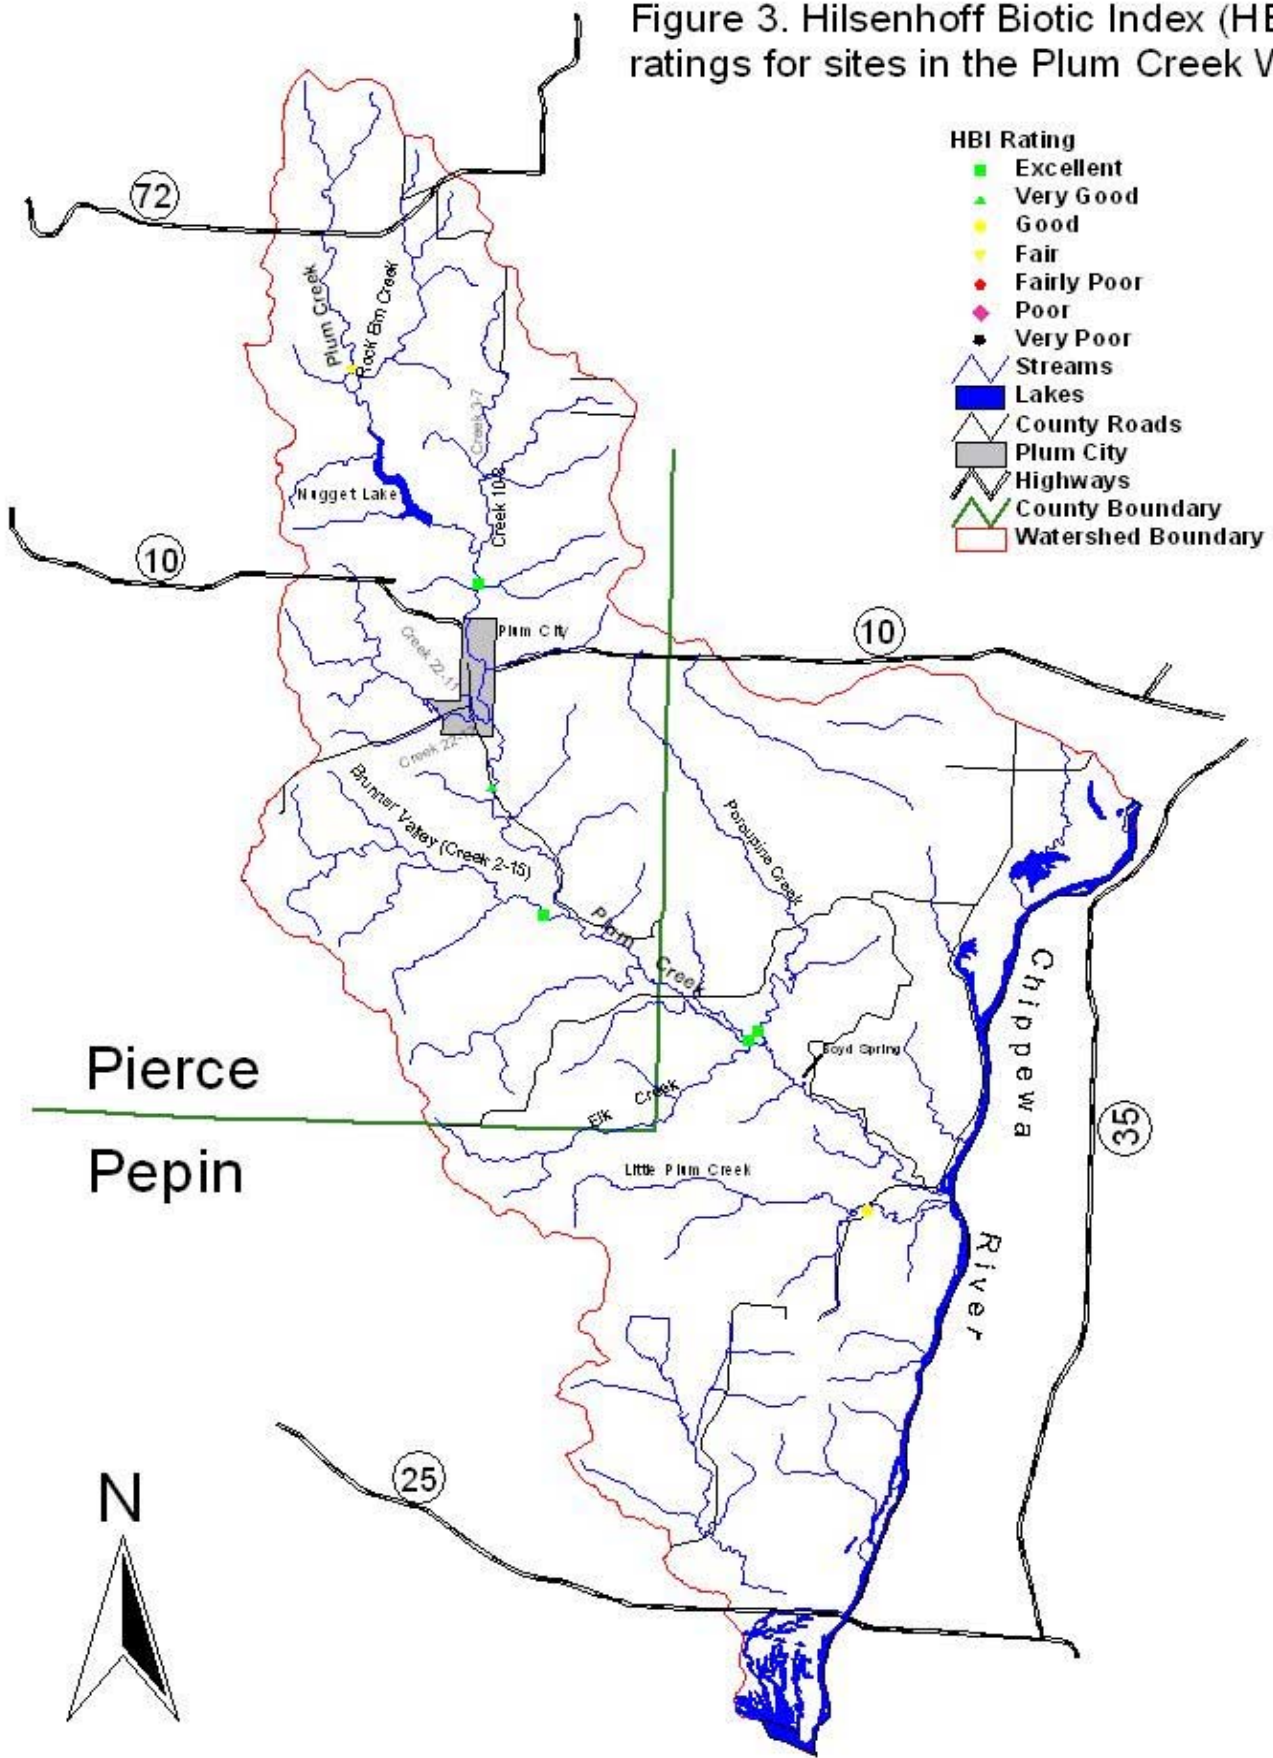 Figure 3. Hilsenhoff Biotic Index (HB
ratings for sites in the Plum Creek W
HBI Rating
Excellent
Very Good
Good
Fair
Fairly Poor
Poor
Very Poor
Streams
Lakes
County Roads
Plum City
Highways
County Boundary
Watershed Boundary
72
Plum Creek
Rock Elm Creek
Creek 3-7
Nugget Lake
Creek 10-8
10
Plum City
10
Creek 22-11
Creek 22-
Brunner Valley (Creek 2-15)
Porcupine Creek
Plum Creek
Chippewa
River
Boyd Spring
Pierce
Elk Creek
35
Pepin
Little Plum Creek
25
N